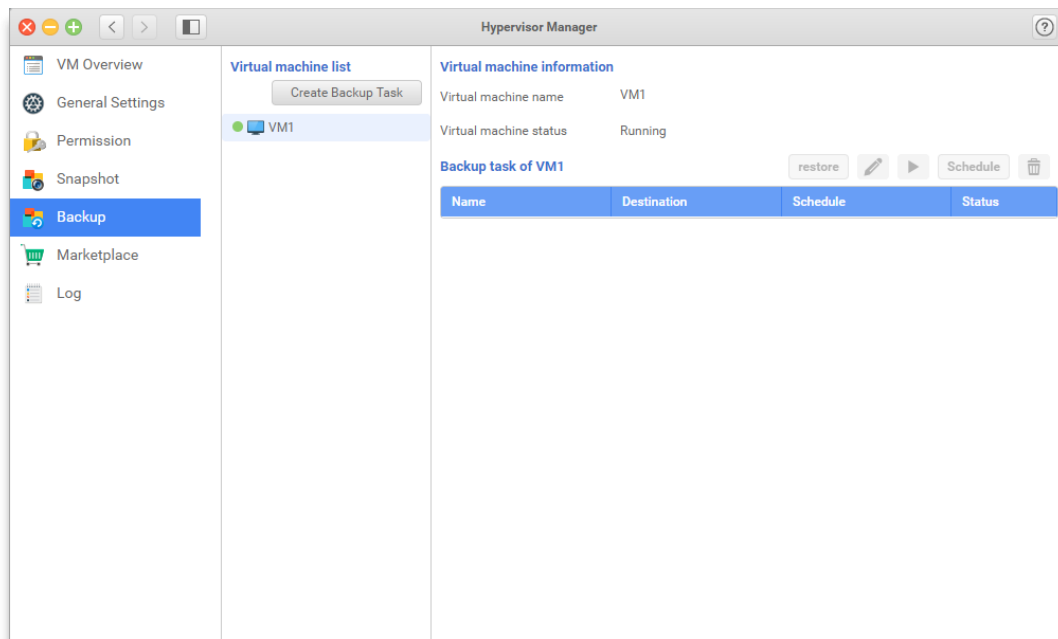 Hypervisor Manager
VM Overview
General Settings
Permission
Snapshot
Backup
Marketplace
Log
Virtual machine list
Create Backup Task
VM1
Virtual machine information
Virtual machine name VM1
Virtual machine status Running
Backup task of VM1 restore Schedule
Name Destination Schedule Status